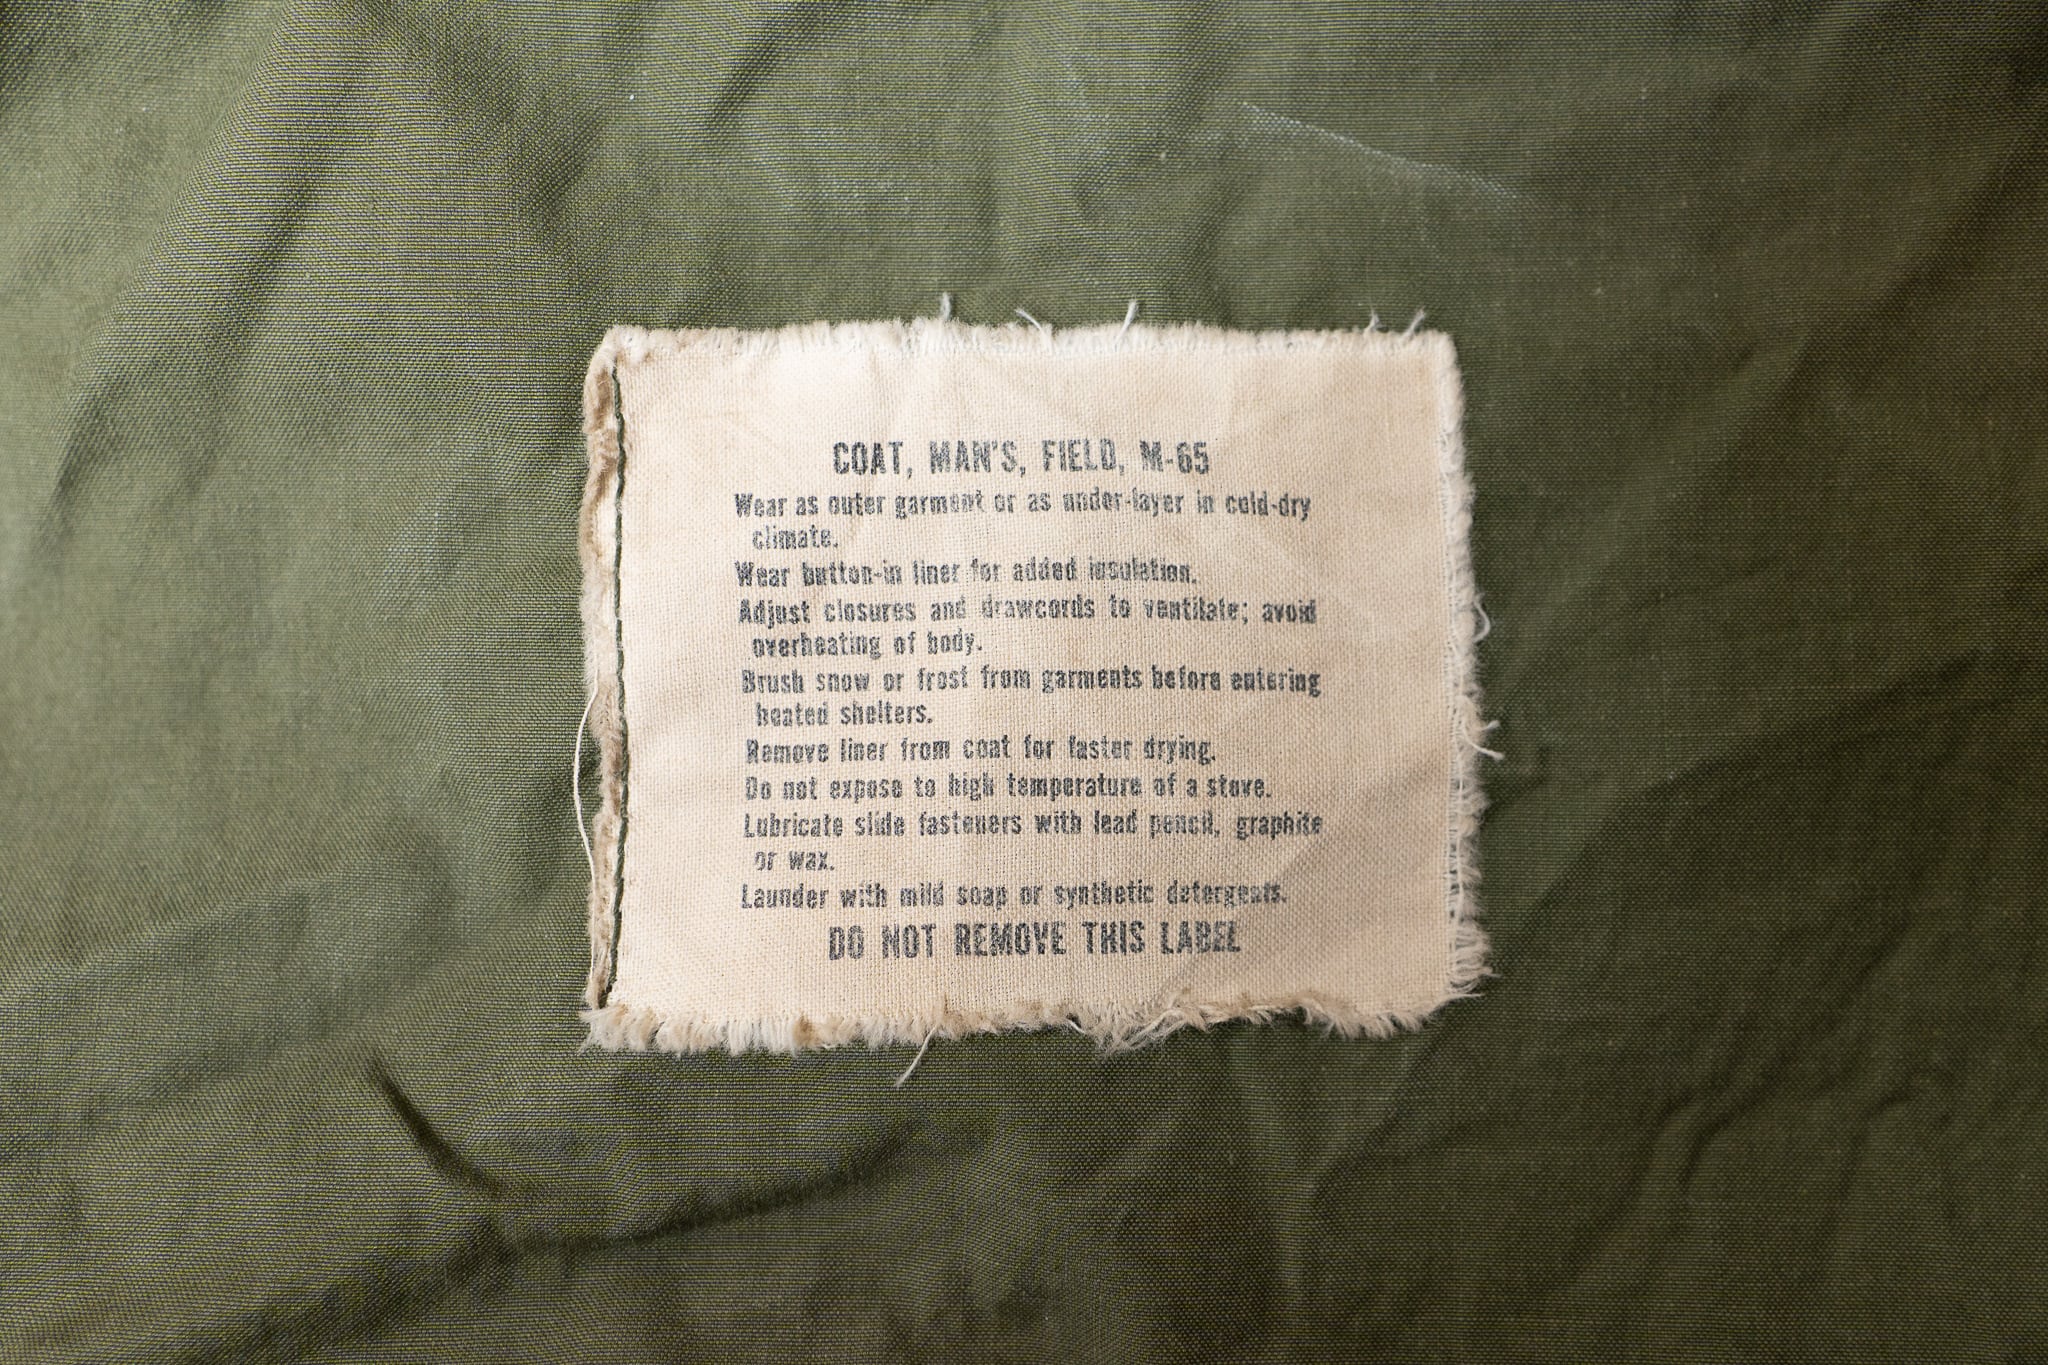 COAT, MAN'S, FIELD, M-65
Wear as outer garment or as under-layer in cold-dry
climate.
Wear button-in liner for added insulation.
Adjust closures and drawcords to ventilate; avoid
overheating of body.
Brush snow or frost from garments before entering
heated shelters.
Remove liner from coat for faster drying.
Do not expose to high temperature of a stove.
Lubricate slide fasteners with lead pencil, graphite
or wax.
Launder with mild soap or synthetic detergents.
DO NOT REMOVE THIS LABEL